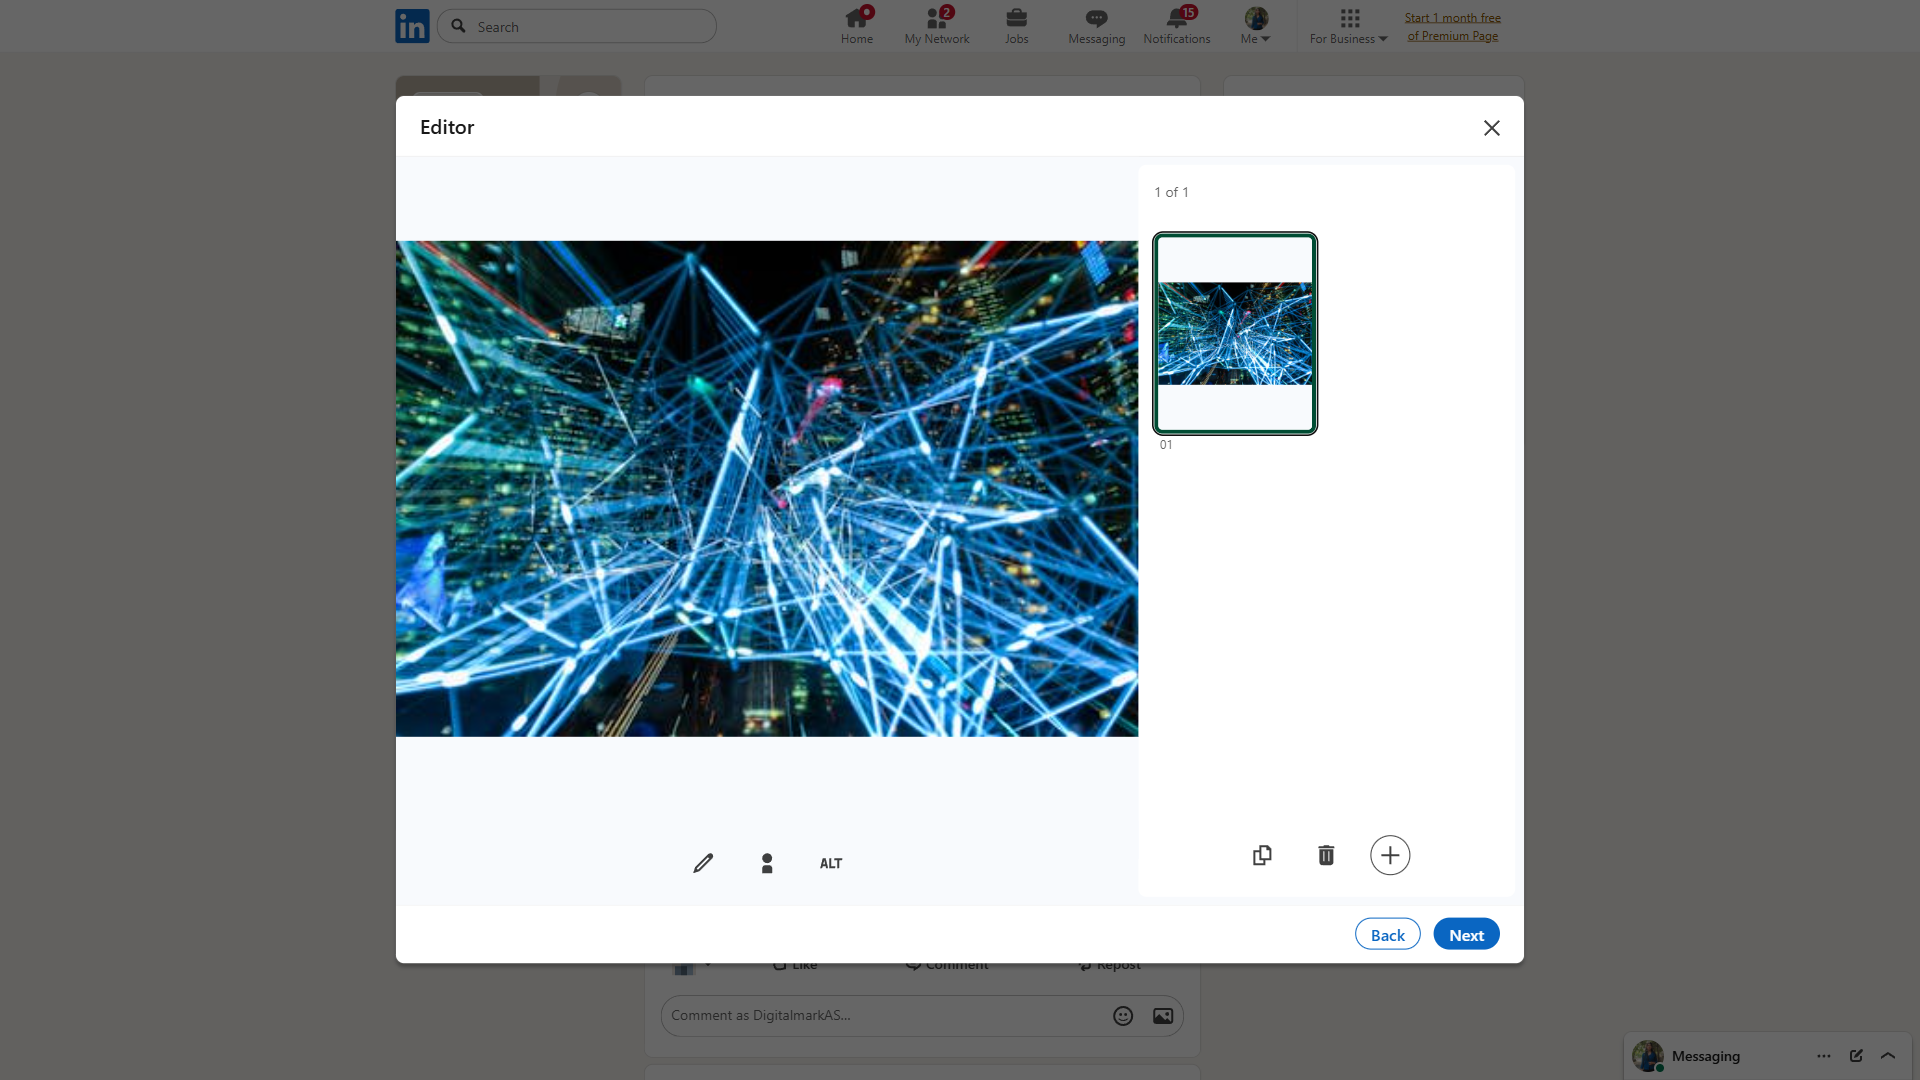 in
Search
Home
2
My Network
Jobs
Messaging
15
Notifications
Me
For Business
Start 1 month free
of Premium Page
Editor
1 of 1
01
ALT
Back
Next
Like
Comment
Repost
Comment as DigitalmarkAS...
Messaging